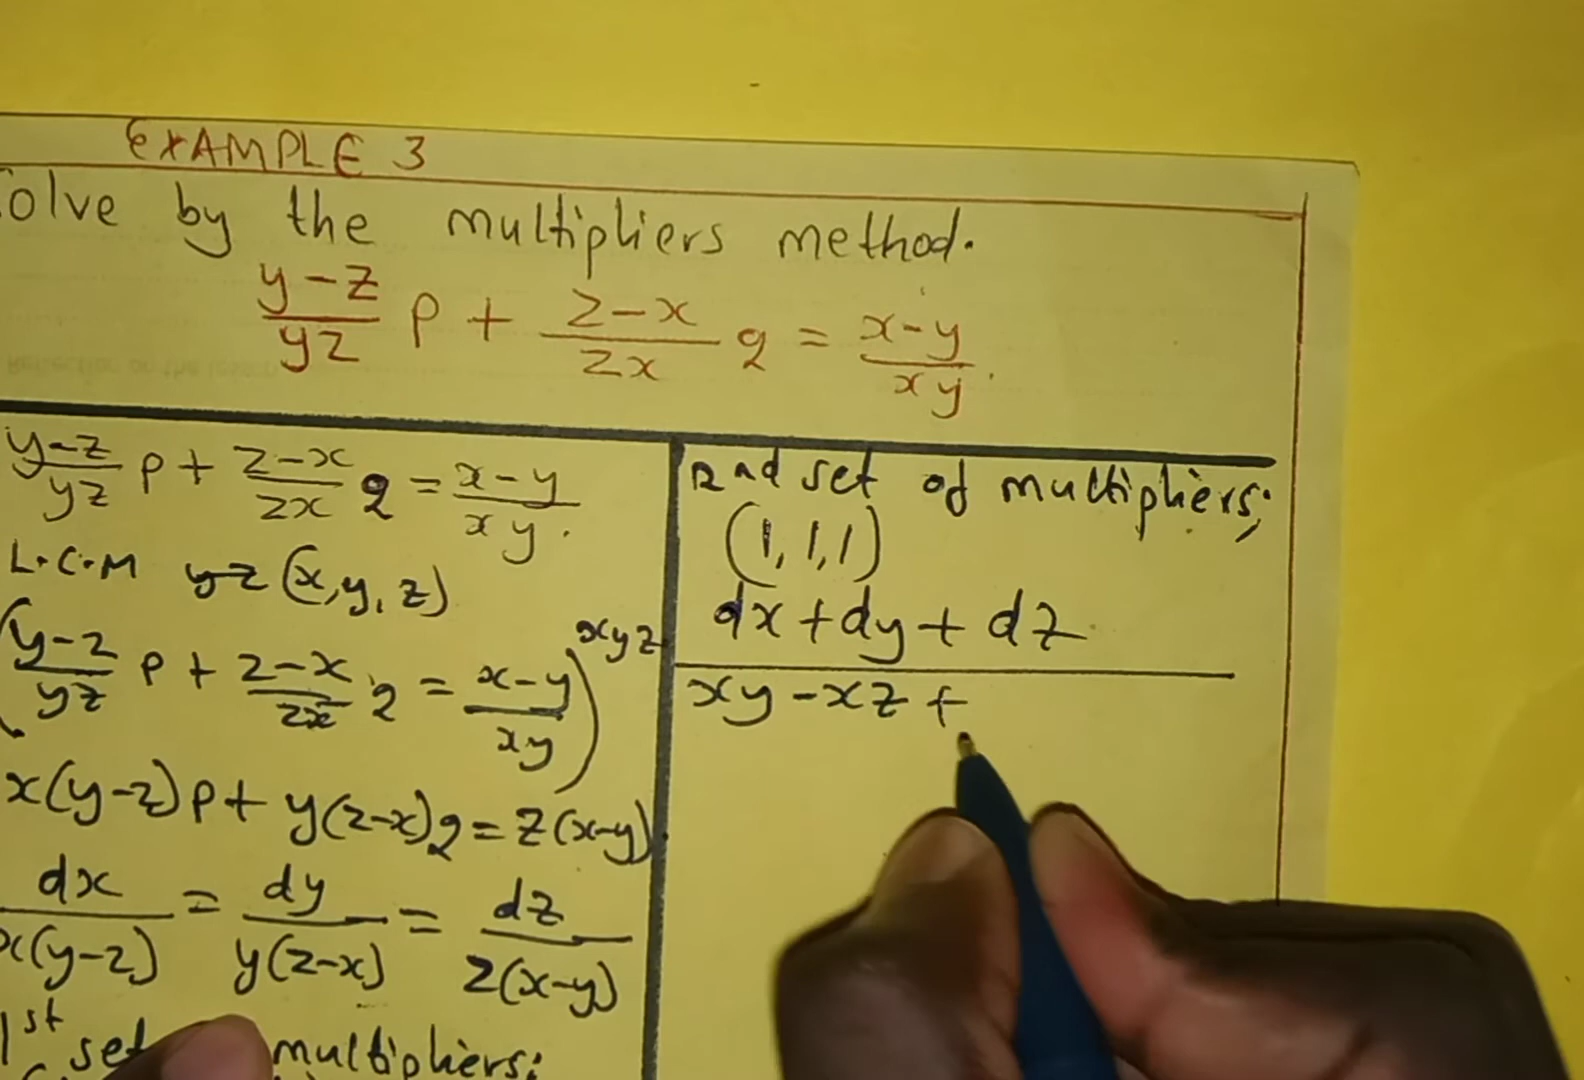 EXAMPLE 3
olve by the multipliers method.
y-z/yz p + z-x/zx q = x-y/xy.
y-z/yz p + z-x/zx q = x-y/xy.
L.C.M yz(x,y,z)
(y-z/yz p + z-x/zx q = x-y/xy) xyz
x(y-z)p + y(z-x)q = z(x-y).
dx/x(y-z) = dy/y(z-x) = dz/z(x-y)
1st set multipliers;
2nd set of multipliers;
(1, 1, 1)
dx + dy + dz
xy - xz +